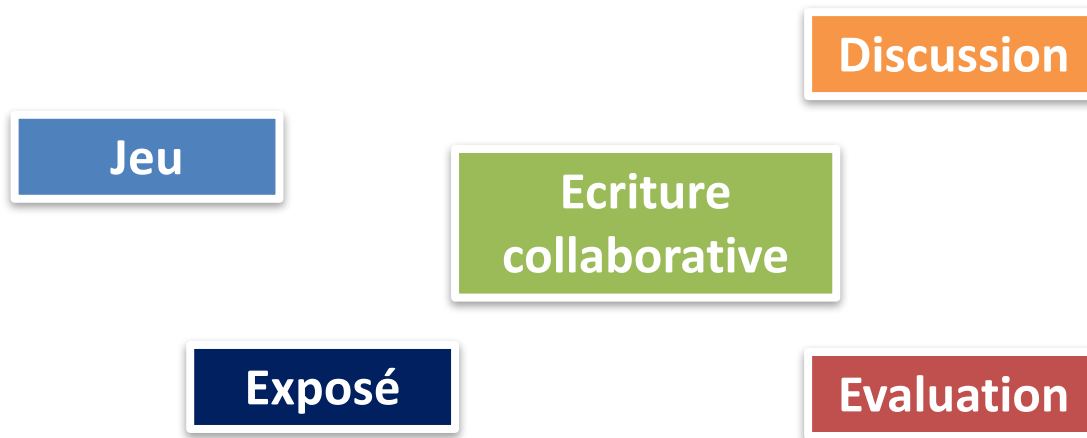 Discussion
Jeu
Ecriture
collaborative
Exposé
Evaluation